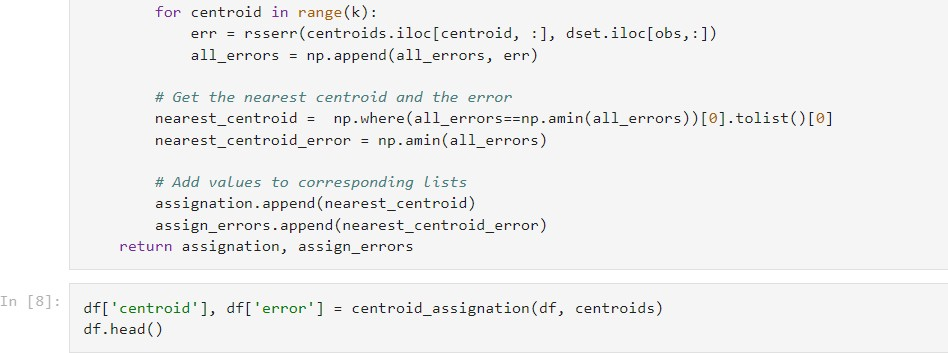 for centroid in range(k):
err = rsserr(centroids.iloc[centroid, :], dset.iloc[obs,:])
all_errors = np.append(all_errors, err)
# Get the nearest centroid and the error
nearest_centroid =  np.where(all_errors==np.amin(all_errors))[0].tolist()[0]
nearest_centroid_error = np.amin(all_errors)
# Add values to corresponding lists
assignation.append(nearest_centroid)
assign_errors.append(nearest_centroid_error)
return assignation, assign_errors
In [8]: df['centroid'], df['error'] = centroid_assignation(df, centroids)
df.head()